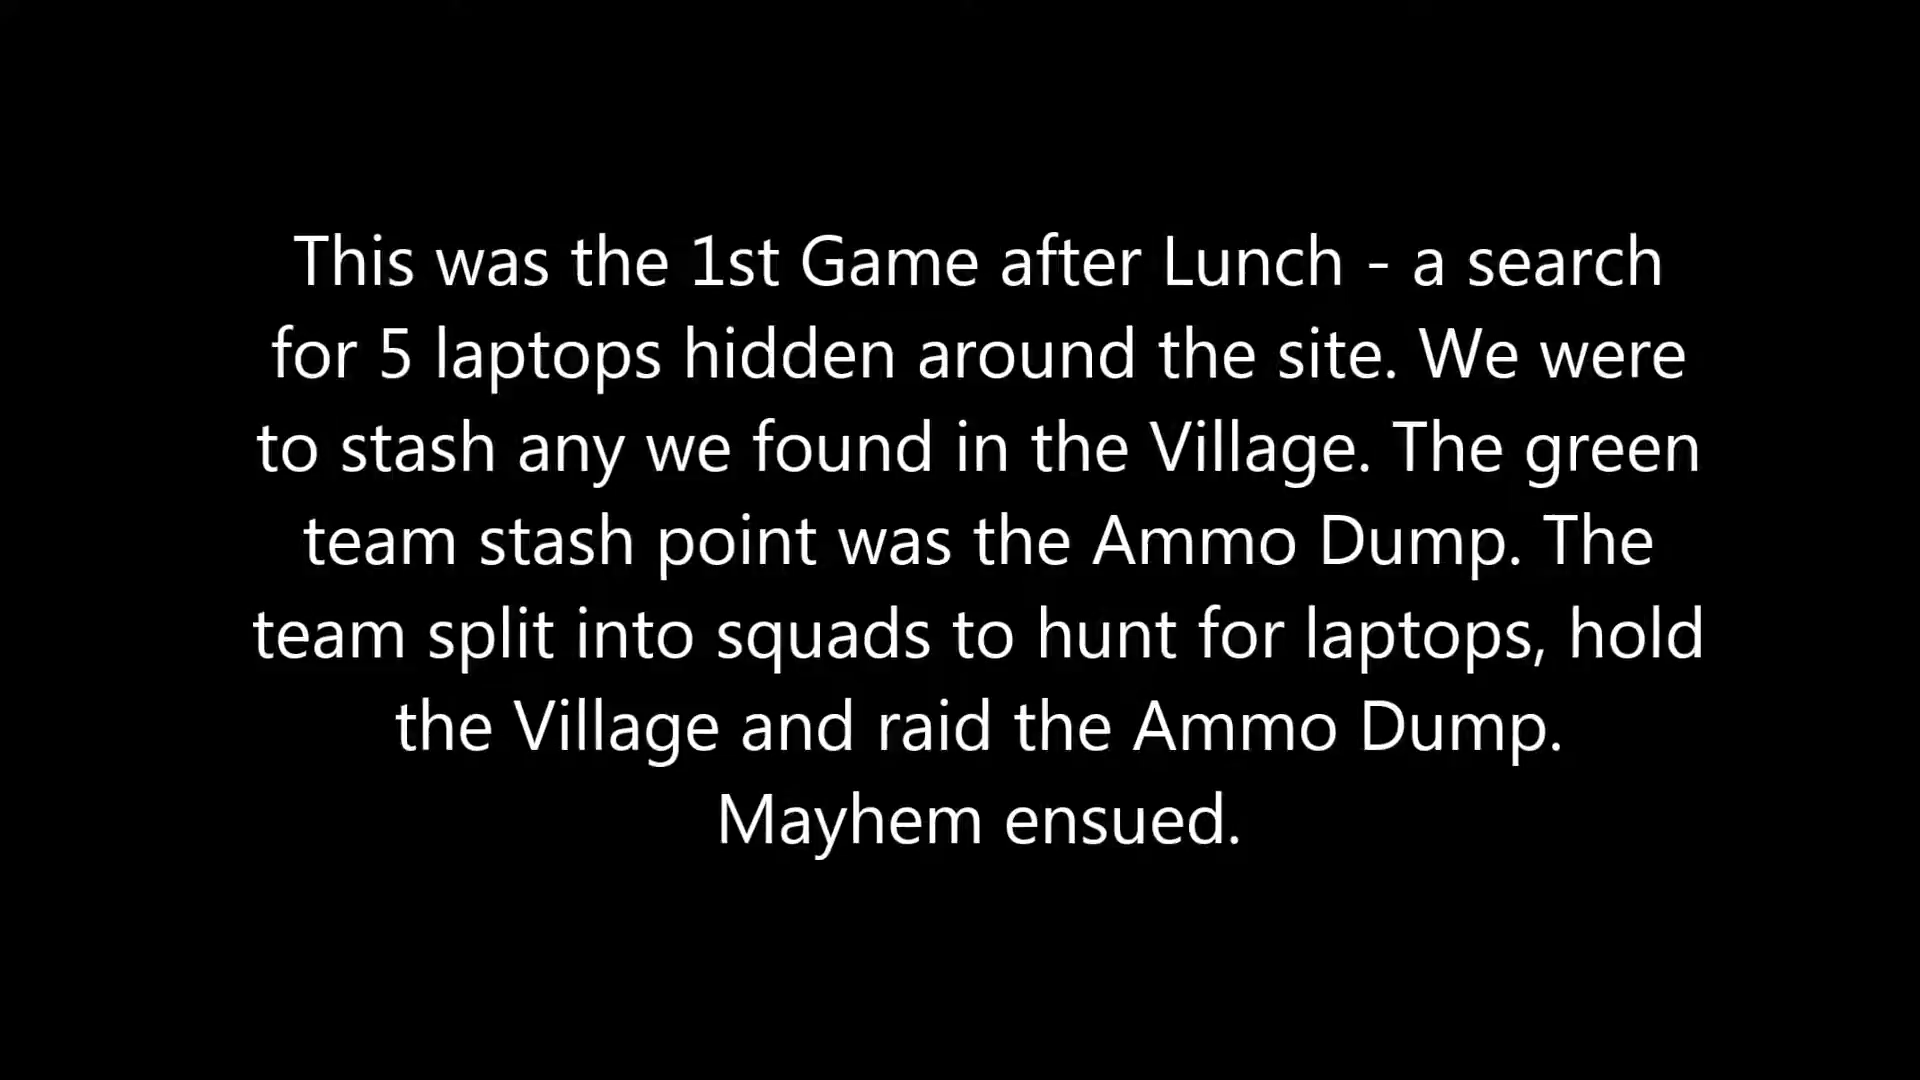 This was the 1st Game after Lunch - a search
for 5 laptops hidden around the site. We were
to stash any we found in the Village. The green
team stash point was the Ammo Dump. The
team split into squads to hunt for laptops, hold
the Village and raid the Ammo Dump.
Mayhem ensued.